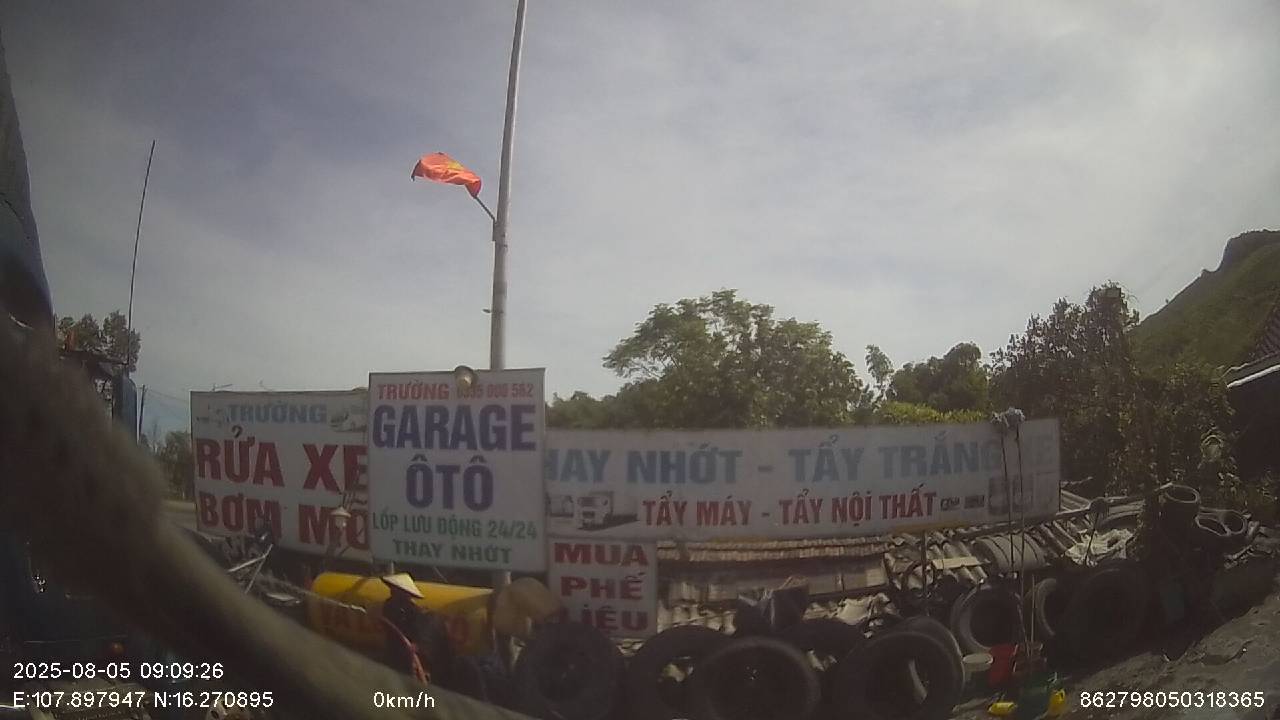 TRƯỜNG
RỬA XE
BƠM MỠ
TRƯỜNG 0335 000 562
GARAGE
ÔTÔ
LỐP LƯU ĐỘNG 24/24
THAY NHỚT
HAY NHỚT - TẨY TRẮNG
TẨY MÁY - TẨY NỘI THẤT
MUA
PHẾ
LIỆU
2025-08-05 09:09:26
E:107.897947 N:16.270895
0km/h
862798050318365